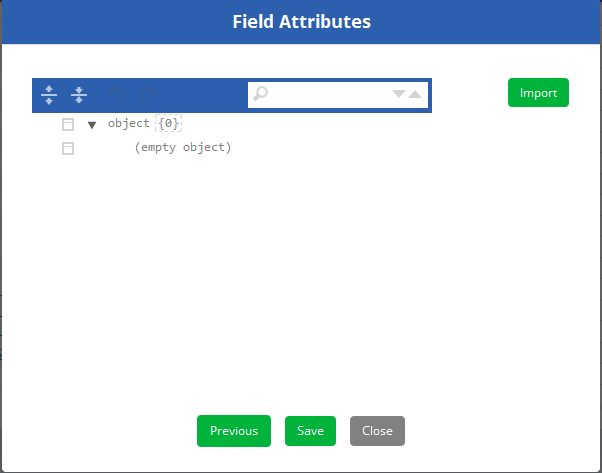 Field Attributes
Import
object {0}
(empty object)
Previous Save Close